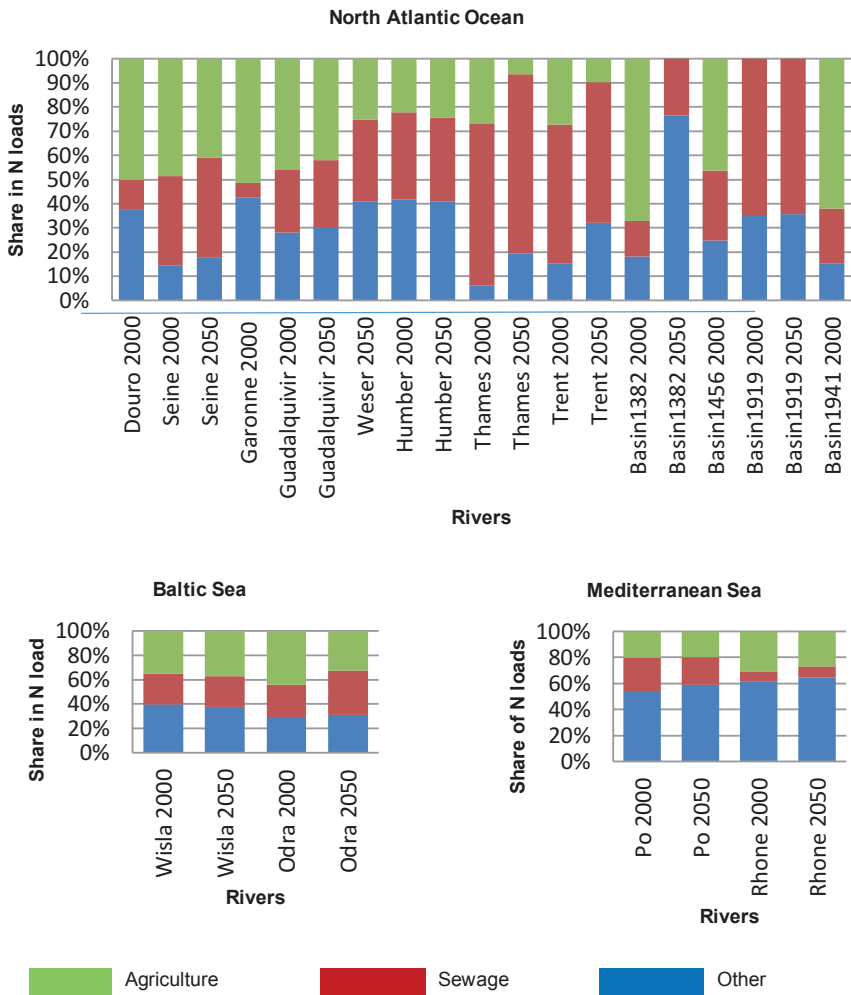 North Atlantic Ocean
Share in N loads
100%
90%
80%
70%
60%
50%
40%
30%
20%
10%
0%
Douro 2000
Seine 2000
Seine 2050
Garonne 2000
Guadalquivir 2000
Guadalquivir 2050
Weser 2050
Humber 2000
Humber 2050
Thames 2000
Thames 2050
Trent 2000
Trent 2050
Basin1382 2000
Basin1382 2050
Basin1456 2000
Basin1919 2000
Basin1919 2050
Basin1941 2000
Rivers
Baltic Sea
Share in N load
100%
80%
60%
40%
20%
0%
Wisla 2000
Wisla 2050
Odra 2000
Odra 2050
Rivers
Mediterranean Sea
Share of N loads
100%
80%
60%
40%
20%
0%
Po 2000
Po 2050
Rhone 2000
Rhone 2050
Rivers
Agriculture
Sewage
Other